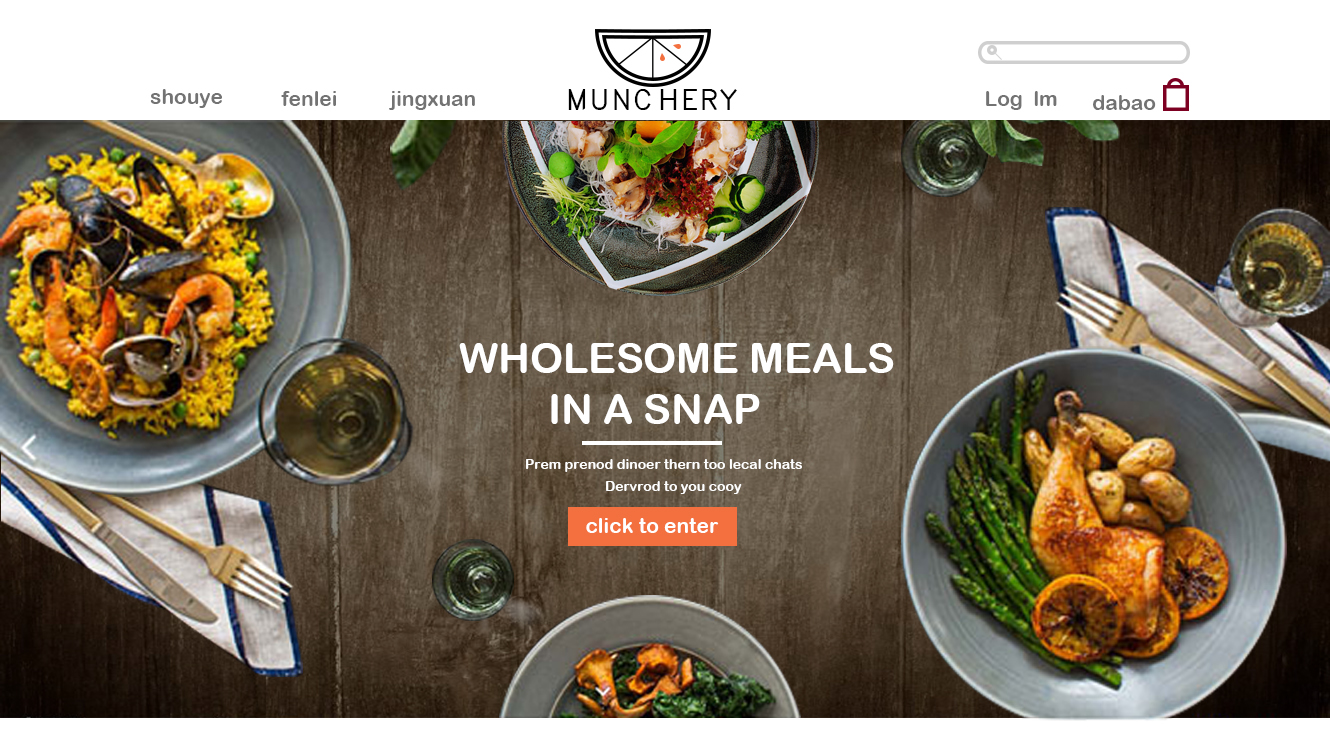 shouye fenlei jingxuan
MUNCHERY
Log Im dabao
WHOLESOME MEALS
IN A SNAP
Prem prenod dinoer thern too lecal chats
Dervrod to you cooy
click to enter